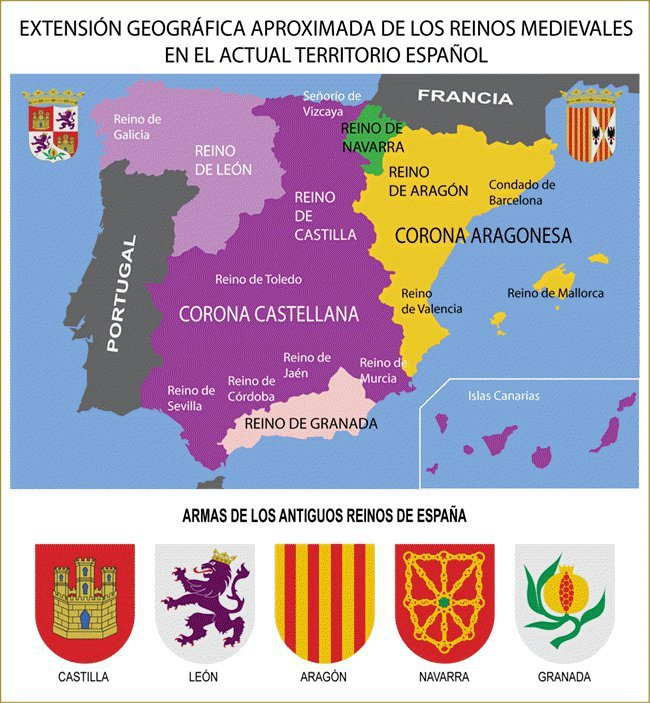 EXTENSIÓN GEOGRÁFICA APROXIMADA DE LOS REINOS MEDIEVALES
EN EL ACTUAL TERRITORIO ESPAÑOL
Señorío de
Vizcaya
FRANCIA
Reino de
Galicia
REINO DE
NAVARRA
REINO
DE LEÓN
REINO
DE ARAGÓN
Condado de
Barcelona
REINO
DE
CASTILLA
CORONA ARAGONESA
PORTUGAL
Reino de Toledo
Reino
de Valencia
Reino de Mallorca
CORONA CASTELLANA
Reino de
Jaén
Reino de
Murcia
Reino de
Córdoba
Reino de
Sevilla
REINO DE GRANADA
Islas Canarias
ARMAS DE LOS ANTIGUOS REINOS DE ESPAÑA
CASTILLA
LEÓN
ARAGÓN
NAVARRA
GRANADA